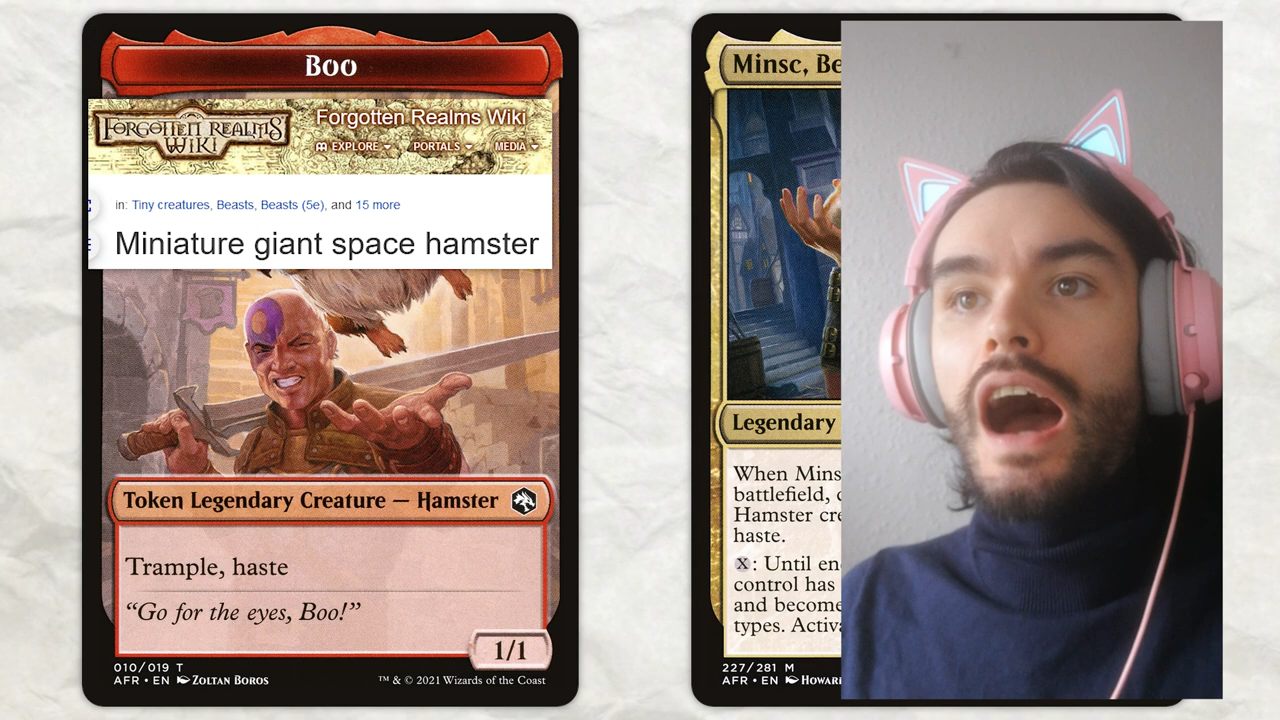 Boo
FORGOTTEN REALMS
WIKI
Forgotten Realms Wiki
EXPLORE
PORTALS
MEDIA
in: Tiny creatures, Beasts, Beasts (5e), and 15 more
Miniature giant space hamster
Token Legendary Creature — Hamster
Trample, haste
“Go for the eyes, Boo!”
1/1
010/019 T
AFR • EN ZOLTAN BOROS
™ & © 2021 Wizards of the Coast
Minsc, Be
Legendary
When Mins
battlefield, c
Hamster cre
haste.
X: Until en
control has
and become
types. Activa
227/281 M
AFR • EN HOWAR